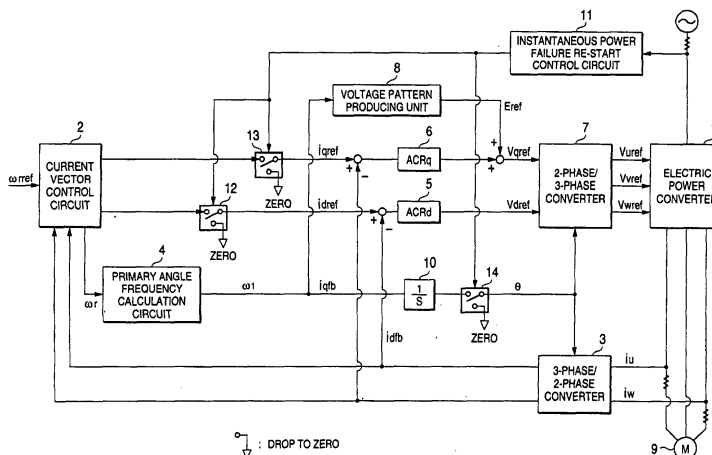 11
INSTANTANEOUS POWER
FAILURE RE-START
CONTROL CIRCUIT
8
VOLTAGE PATTERN
PRODUCING UNIT
Eref
2
CURRENT
VECTOR
CONTROL
CIRCUIT
ωrref
13
ZERO
iqref
+
−
6
ACRq
+
+
Vqref
7
2-PHASE/
3-PHASE
CONVERTER
Vuref
Vvref
Vwref
ELECTRIC
POWER
CONVERTER
12
ZERO
idref
+
−
5
ACRd
Vdref
4
PRIMARY ANGLE
FREQUENCY
CALCULATION
CIRCUIT
ωr
ω1
iqfb
10
1
S
14
ZERO
θ
idfb
3
3-PHASE/
2-PHASE
CONVERTER
iu
iw
: DROP TO ZERO
9
M